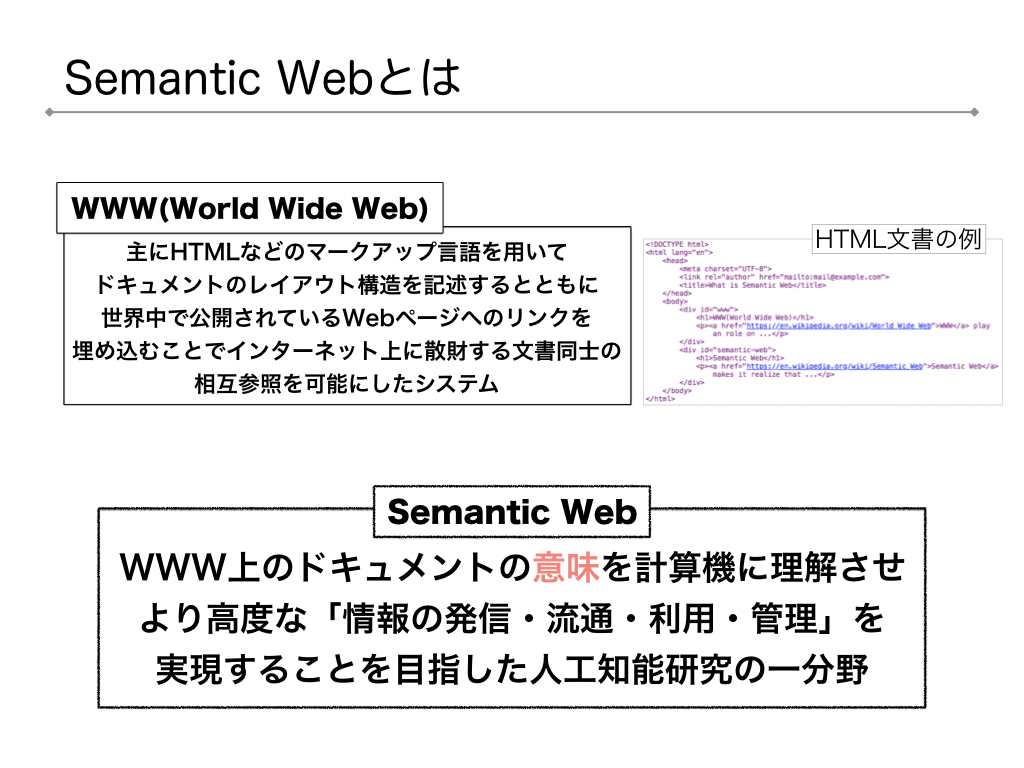 Semantic Webとは
WWW(World Wide Web)
主にHTMLなどのマークアップ言語を用いて
ドキュメントのレイアウト構造を記述するとともに
世界中で公開されているWebページへのリンクを
埋め込むことでインターネット上に散財する文書同士の
相互参照を可能にしたシステム
HTML文書の例
<!DOCTYPE html>
<html lang="en">
<head>
<meta charset="UTF-8">
<link rel="author" href="mailto:mail@example.com">
<title>What is Semantic Web</title>
</head>
<body>
<div id="www">
<h1>WWW(World Wide Web)</h1>
<p><a href="https://en.wikipedia.org/wiki/World_Wide_Web">WWW</a> play
an role on ...</p>
</div>
<div id="semantic-web">
<h1>Semantic Web</h1>
<p><a href="https://en.wikipedia.org/wiki/Semantic_Web">Semantic Web</a>
makes it realize that ...</p>
</div>
</body>
</html>
Semantic Web
WWW上のドキュメントの意味を計算機に理解させ
より高度な「情報の発信・流通・利用・管理」を
実現することを目指した人工知能研究の一分野